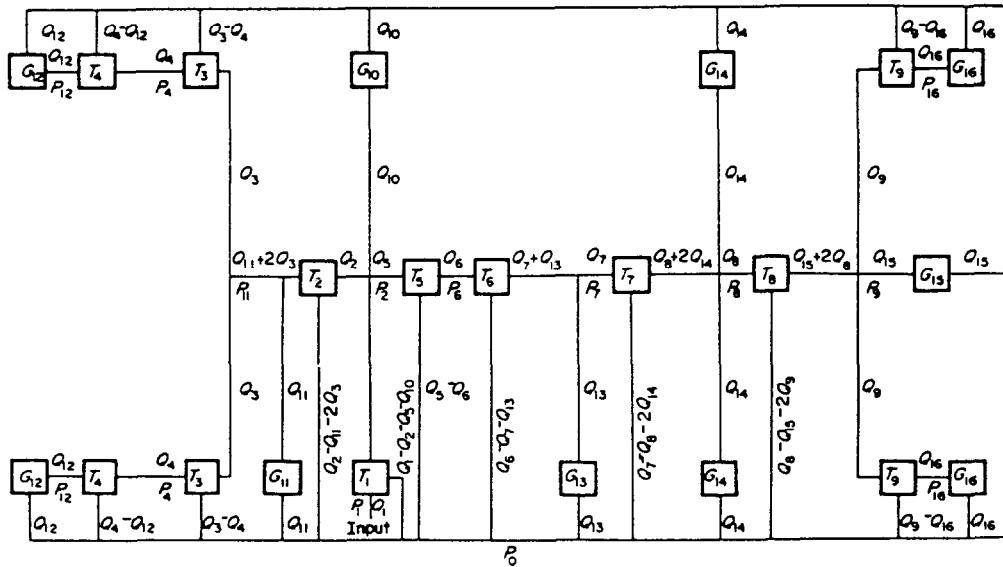 Q₁₂ Q₄-Q₁₂ Q₃-Q₄ Q₁₀ Q₁₄ Q₉-Q₁₆ Q₁₆
G₁₂ Q₁₂ T₄ Q₄ T₃ G₁₀ G₁₄ T₉ Q₁₆ G₁₆
P₁₂ P₄ P₁₆
Q₃ Q₁₀ Q₁₄ Q₉
Q₁₁+2Q₃ T₂ Q₂ Q₅ T₅ Q₆ T₆ Q₇+Q₁₃ Q₇ T₇ Q₈+2Q₁₄ Q₈ T₈ Q₁₅+2Q₈ Q₁₅ G₁₅ Q₁₅
P₁₁ P₂ P₆ P₇ P₈ P₉
Q₃ Q₁₁ Q₂-Q₁₁-2Q₃ Q₁-Q₂-Q₅-Q₁₀ Q₅-Q₆ Q₆-Q₇-Q₁₃ Q₁₃ Q₇-Q₈-2Q₁₄ Q₁₄ Q₈-Q₁₅-2Q₉ Q₉
G₁₂ Q₁₂ T₄ Q₄ T₃ G₁₁ T₁ G₁₃ G₁₄ T₉ Q₁₆ G₁₆
P₁₂ P₄ P₁₆
P₁ Q₁
Q₁₂ Q₄-Q₁₂ Q₃-Q₄ Q₁₁ Input Q₁₃ Q₁₄ Q₉-Q₁₆ Q₁₆
P₀